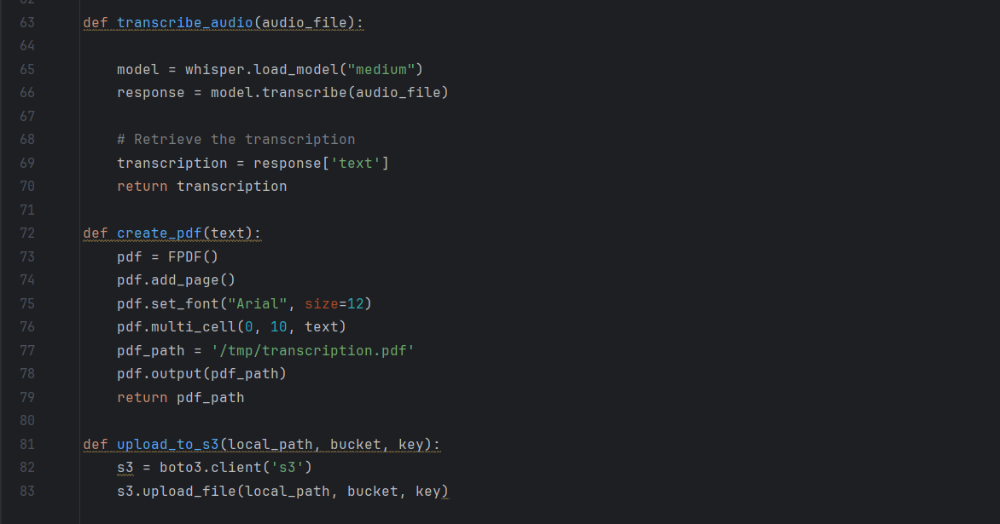 63 def transcribe_audio(audio_file):
64
65     model = whisper.load_model("medium")
66     response = model.transcribe(audio_file)
67
68     # Retrieve the transcription
69     transcription = response['text']
70     return transcription
71
72 def create_pdf(text):
73     pdf = FPDF()
74     pdf.add_page()
75     pdf.set_font("Arial", size=12)
76     pdf.multi_cell(0, 10, text)
77     pdf_path = '/tmp/transcription.pdf'
78     pdf.output(pdf_path)
79     return pdf_path
80
81 def upload_to_s3(local_path, bucket, key):
82     s3 = boto3.client('s3')
83     s3.upload_file(local_path, bucket, key)